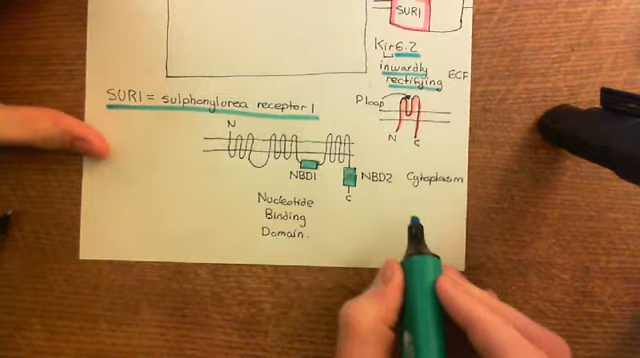 SUR1
Kir6.2
inwardly
rectifying
ECF
SUR1 = sulphonylurea receptor 1
P loop
N
N
C
NBD1
NBD2
Cytoplasm
C
Nucleotide
Binding
Domain.